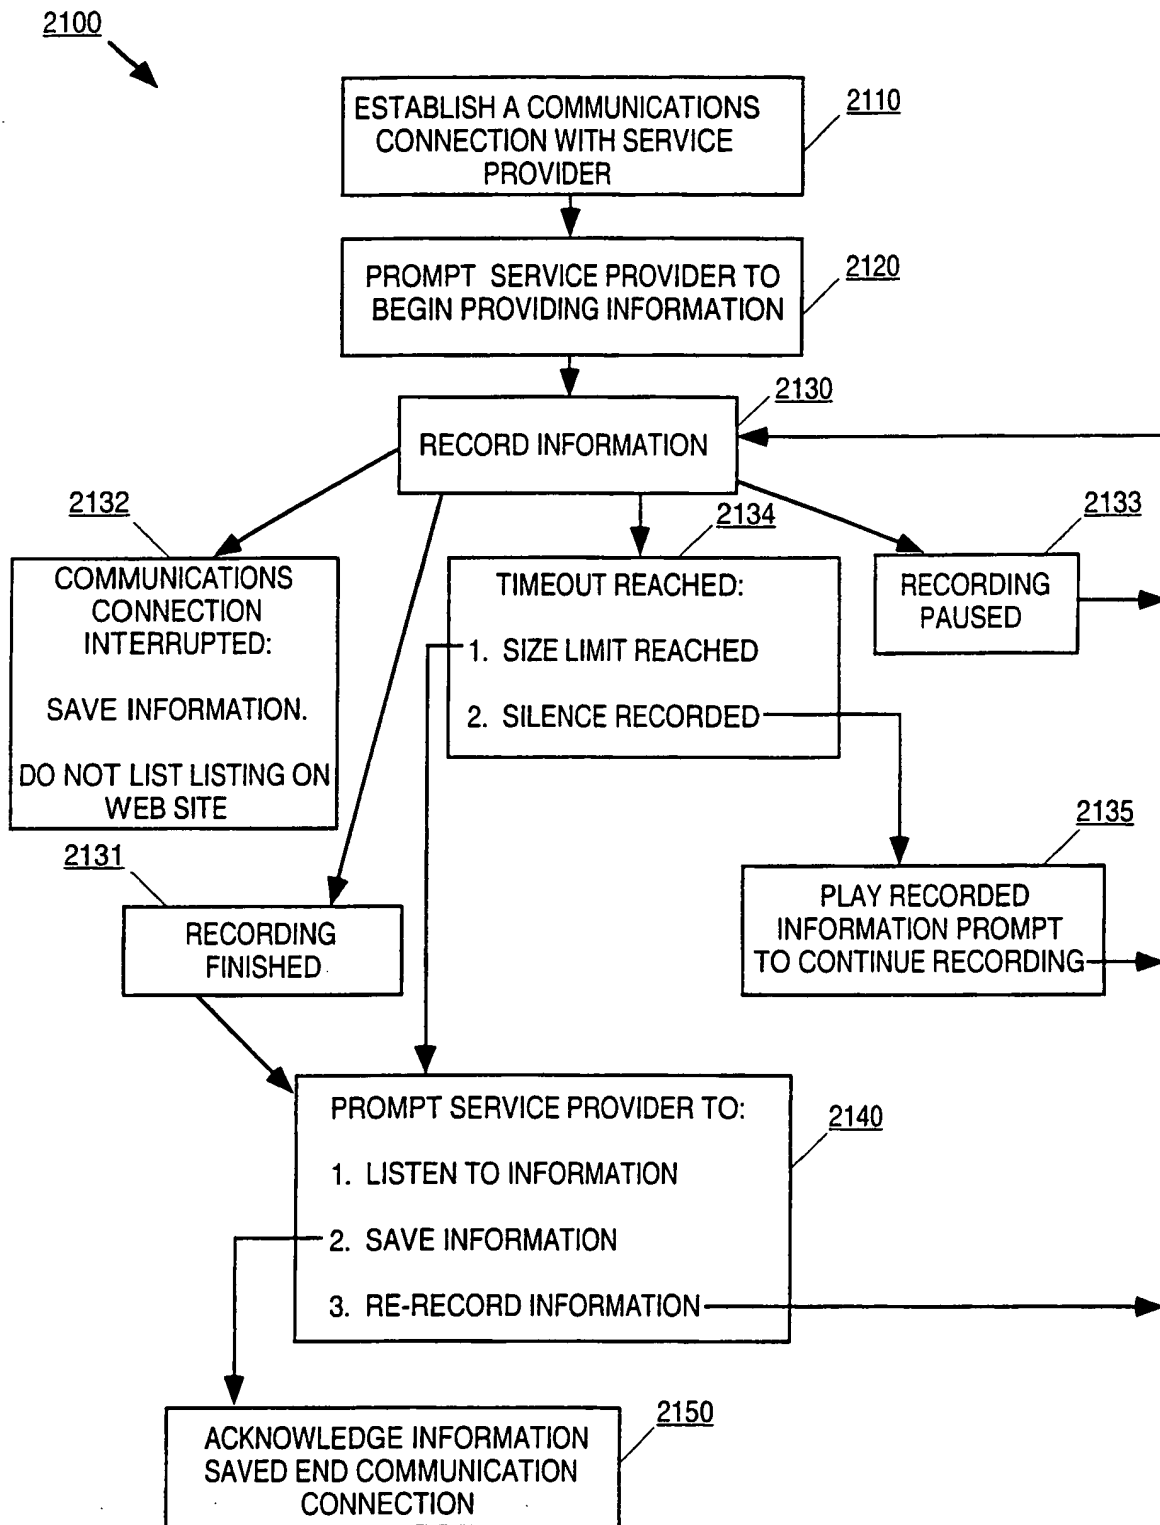 2100
ESTABLISH A COMMUNICATIONS
CONNECTION WITH SERVICE
PROVIDER
2110
PROMPT SERVICE PROVIDER TO
BEGIN PROVIDING INFORMATION
2120
RECORD INFORMATION
2130
2132
COMMUNICATIONS
CONNECTION
INTERRUPTED:
SAVE INFORMATION.
DO NOT LIST LISTING ON
WEB SITE
2134
TIMEOUT REACHED:
1. SIZE LIMIT REACHED
2. SILENCE RECORDED
2133
RECORDING
PAUSED
2131
RECORDING
FINISHED
2135
PLAY RECORDED
INFORMATION PROMPT
TO CONTINUE RECORDING
PROMPT SERVICE PROVIDER TO:
1. LISTEN TO INFORMATION
2. SAVE INFORMATION
3. RE-RECORD INFORMATION
2140
ACKNOWLEDGE INFORMATION
SAVED END COMMUNICATION
CONNECTION
2150